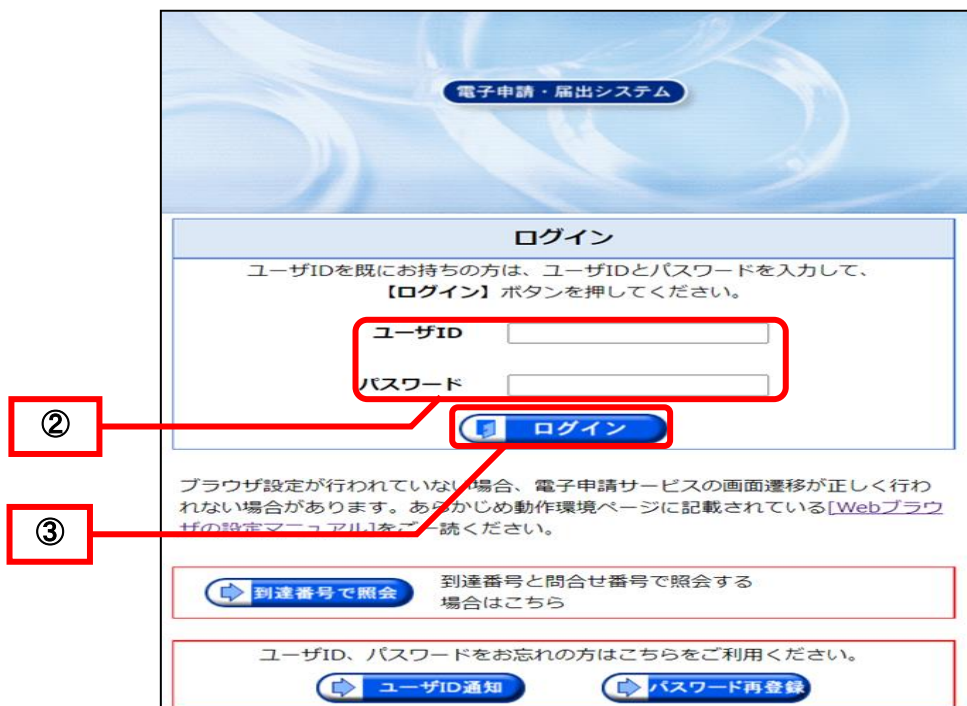 電子申請・届出システム
ログイン
ユーザIDを既にお持ちの方は、ユーザIDとパスワードを入力して、
【ログイン】ボタンを押してください。
ユーザID
パスワード
②
ログイン
ブラウザ設定が行われていない場合、電子申請サービスの画面遷移が正しく行わ
れない場合があります。あらかじめ動作環境ページに記載されている[Webブラウ
ザの設定マニュアル]をご一読ください。
③
到達番号で照会
到達番号と問合せ番号で照会する
場合はこちら
ユーザID、パスワードをお忘れの方はこちらをご利用ください。
ユーザID通知
パスワード再登録